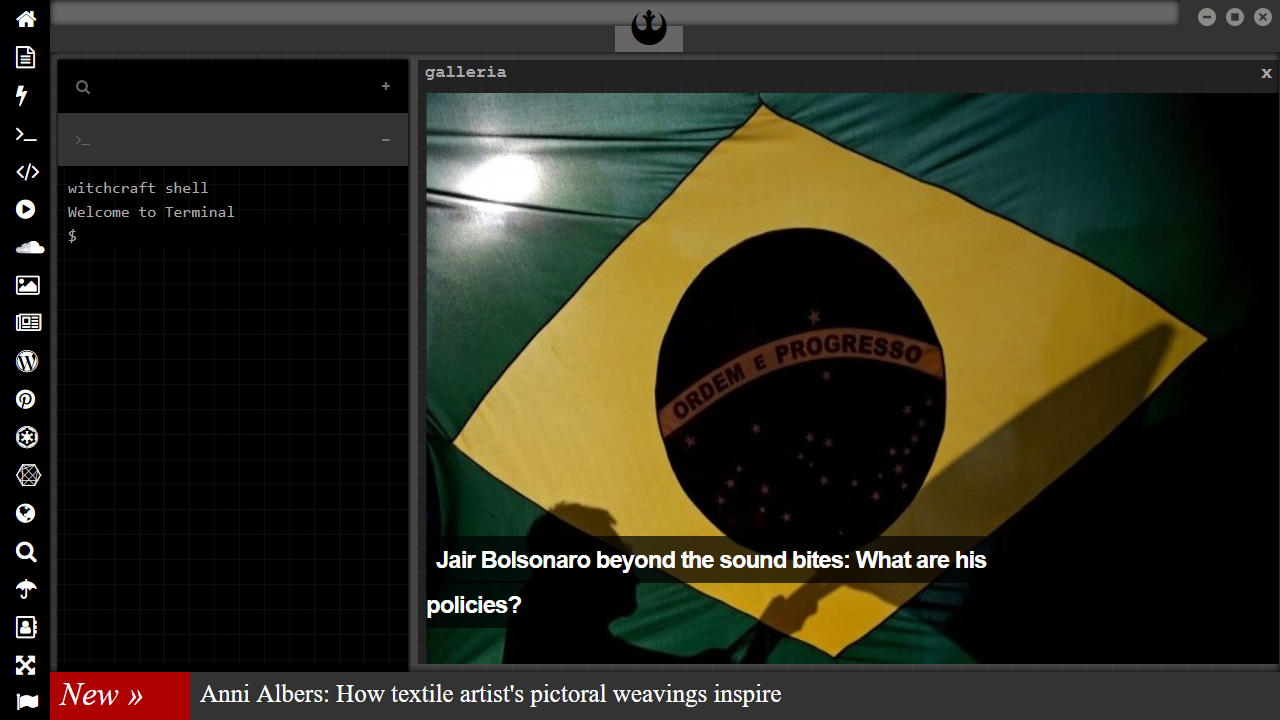 galleria
x
+
>_
−
witchcraft shell
Welcome to Terminal
$
ORDEM E PROGRESSO
Jair Bolsonaro beyond the sound bites: What are his
policies?
New » Anni Albers: How textile artist's pictoral weavings inspire